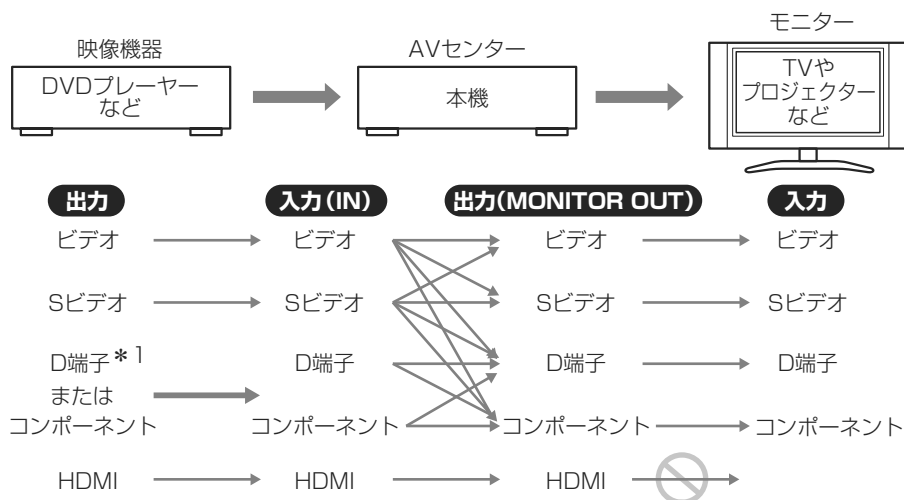 映像機器
AVセンター
モニター
DVDプレーヤー
など
本機
TVや
プロジェクター
など
出力
入力(IN)
出力(MONITOR OUT)
入力
ビデオ
ビデオ
ビデオ
ビデオ
Sビデオ
Sビデオ
Sビデオ
Sビデオ
D端子*1
D端子
D端子
D端子
または
コンポーネント
コンポーネント
コンポーネント
コンポーネント
HDMI
HDMI
HDMI